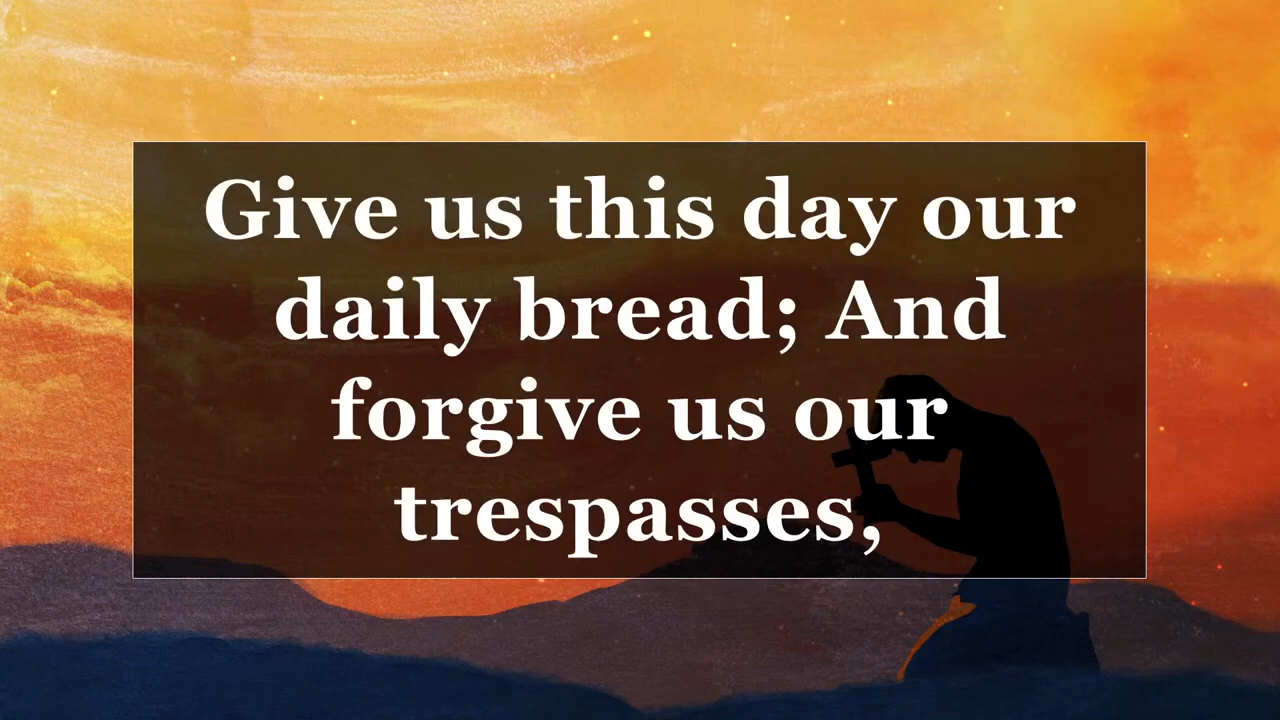 Give us this day our
daily bread; And
forgive us our
trespasses,